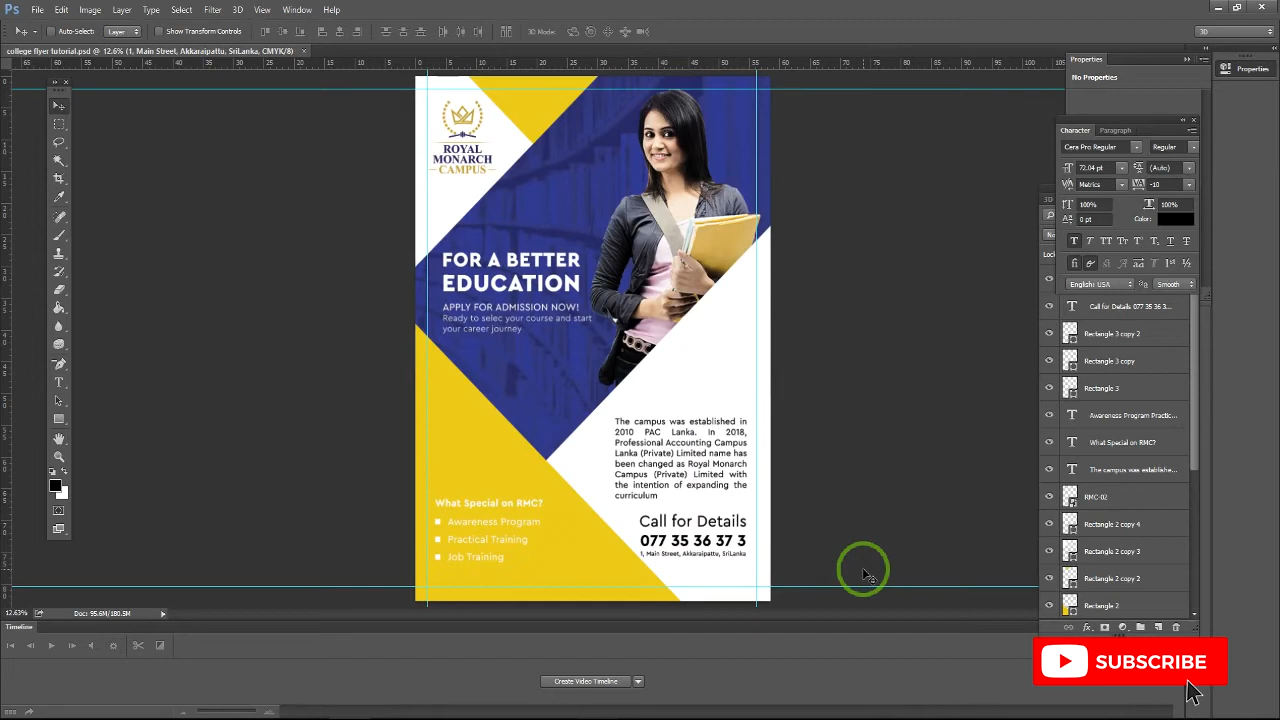 Ps File Edit Image Layer Type Select Filter 3D View Window Help
Auto-Select: Layer Show Transform Controls 3D Mode: 3D
college flyer tutorial.psd @ 12.6% (1, Main Street, Akkaraipattu, SriLanka, CMYK/8)
Properties
No Properties
Properties
Character Paragraph
Cera Pro Regular Regular
72.04 pt (Auto)
Metrics -10
100% 100%
0 pt Color:
English: USA Smooth
3D
Call for Details 077 35 36 3...
Rectangle 3 copy 2
Rectangle 3 copy
Rectangle 3
Awareness Program Practic...
What Special on RMC?
The campus was establishe...
RMC-02
Rectangle 2 copy 4
Rectangle 2 copy 3
Rectangle 2 copy 2
Rectangle 2
ROYAL
MONARCH
CAMPUS
FOR A BETTER
EDUCATION
APPLY FOR ADMISSION NOW!
Ready to selec your course and start
your career journey
The campus was established in
2010 PAC Lanka. In 2018,
Professional Accounting Campus
Lanka (Private) Limited name has
been changed as Royal Monarch
Campus (Private) Limited with
the intention of expanding the
curriculum
What Special on RMC?
Awareness Program
Practical Training
Job Training
Call for Details
077 35 36 37 3
1, Main Street, Akkaraipattu, SriLanka
12.63% Doc: 95.6M/180.5M
Timeline
Create Video Timeline
SUBSCRIBE